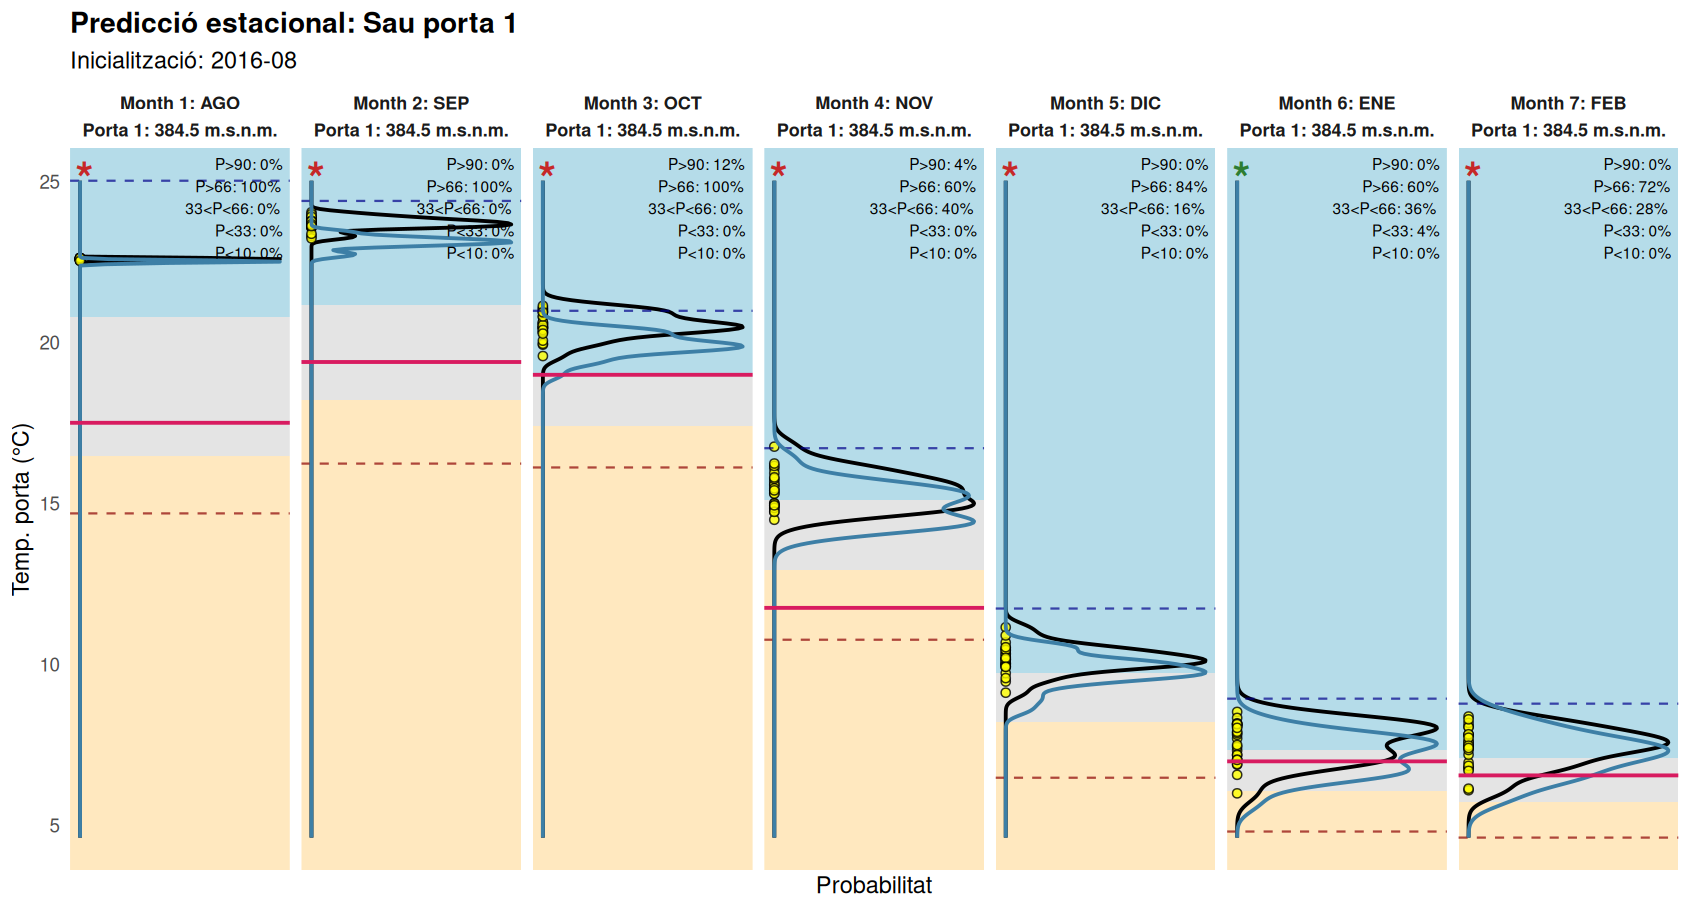 Predicció estacional: Sau porta 1
Inicialització: 2016-08
Month 1: AGO
Porta 1: 384.5 m.s.n.m.
Month 2: SEP
Porta 1: 384.5 m.s.n.m.
Month 3: OCT
Porta 1: 384.5 m.s.n.m.
Month 4: NOV
Porta 1: 384.5 m.s.n.m.
Month 5: DIC
Porta 1: 384.5 m.s.n.m.
Month 6: ENE
Porta 1: 384.5 m.s.n.m.
Month 7: FEB
Porta 1: 384.5 m.s.n.m.
*
P>90: 0%
P>66: 100%
33<P<66: 0%
P<33: 0%
P<10: 0%
*
P>90: 0%
P>66: 100%
33<P<66: 0%
P<33: 0%
P<10: 0%
*
P>90: 12%
P>66: 100%
33<P<66: 0%
P<33: 0%
P<10: 0%
*
P>90: 4%
P>66: 60%
33<P<66: 40%
P<33: 0%
P<10: 0%
*
P>90: 0%
P>66: 84%
33<P<66: 16%
P<33: 0%
P<10: 0%
*
P>90: 0%
P>66: 60%
33<P<66: 36%
P<33: 4%
P<10: 0%
*
P>90: 0%
P>66: 72%
33<P<66: 28%
P<33: 0%
P<10: 0%
25
20
15
10
5
Temp. porta (°C)
Probabilitat